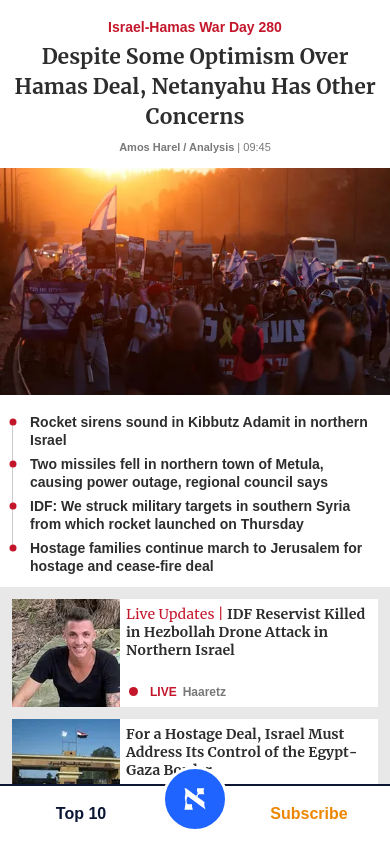 Israel-Hamas War Day 280
Despite Some Optimism Over
Hamas Deal, Netanyahu Has Other
Concerns
Amos Harel / Analysis | 09:45
Rocket sirens sound in Kibbutz Adamit in northern
Israel
Two missiles fell in northern town of Metula,
causing power outage, regional council says
IDF: We struck military targets in southern Syria
from which rocket launched on Thursday
Hostage families continue march to Jerusalem for
hostage and cease-fire deal
Live Updates | IDF Reservist Killed
in Hezbollah Drone Attack in
Northern Israel
LIVE Haaretz
For a Hostage Deal, Israel Must
Address Its Control of the Egypt-
Gaza Border
Top 10
Subscribe